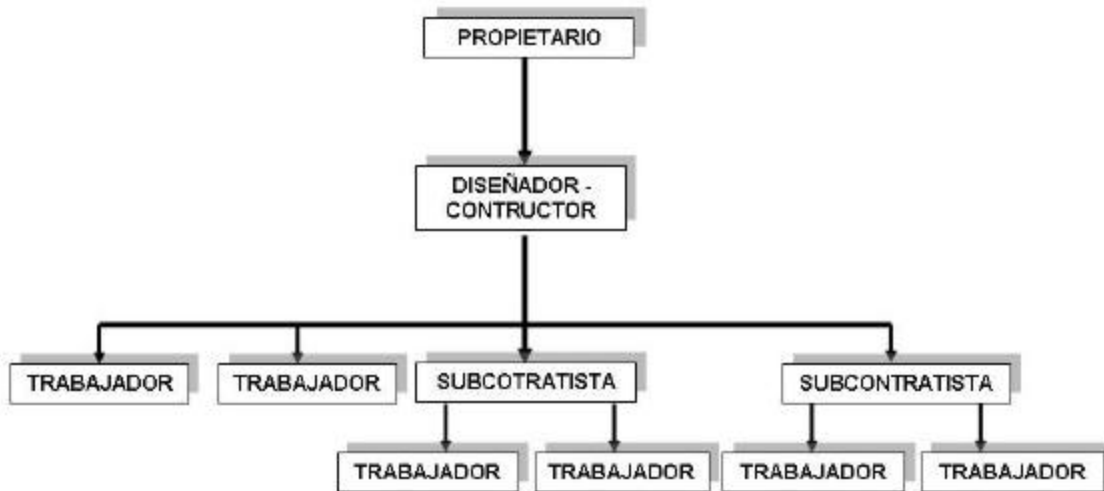 PROPIETARIO
DISEÑADOR -
CONTRUCTOR
TRABAJADOR
TRABAJADOR
SUBCOTRATISTA
SUBCONTRATISTA
TRABAJADOR
TRABAJADOR
TRABAJADOR
TRABAJADOR